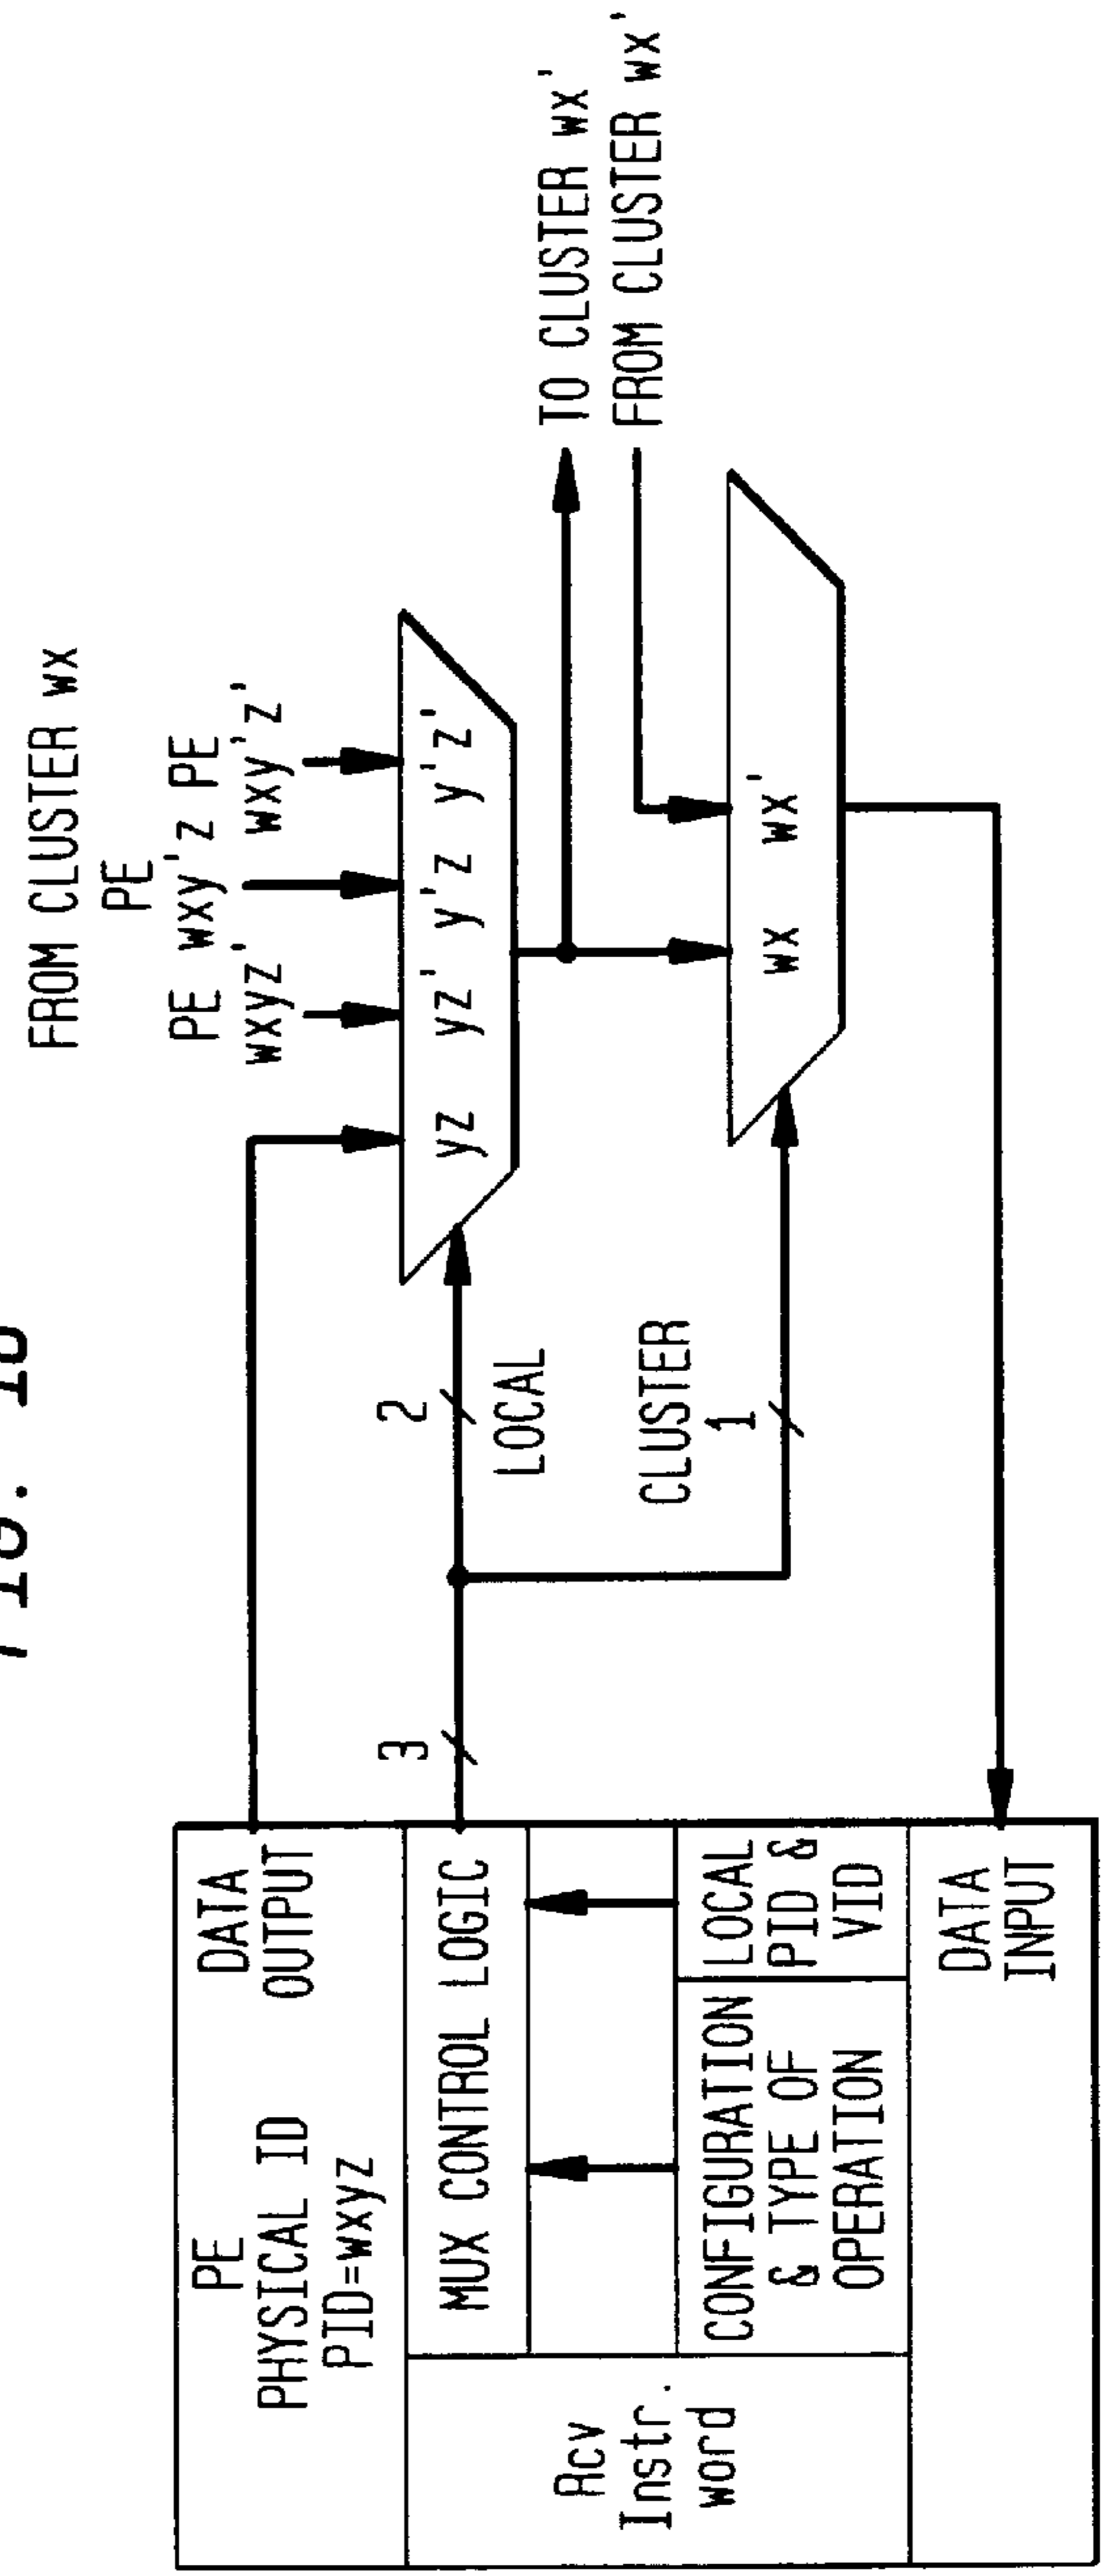 FIG.
FROM CLUSTER wx
PE
PE wxy'z PE
wxyz'
wxy'z'
PE
PHYSICAL ID
PID=wxyz
DATA
OUTPUT
yz yz' y'z y'z'
MUX CONTROL LOGIC
3
2
LOCAL
TO CLUSTER wx'
FROM CLUSTER wx'
Rcv
Instr.
word
CONFIGURATION
& TYPE OF
OPERATION
LOCAL
PID &
VID
CLUSTER
1
wx wx'
DATA
INPUT